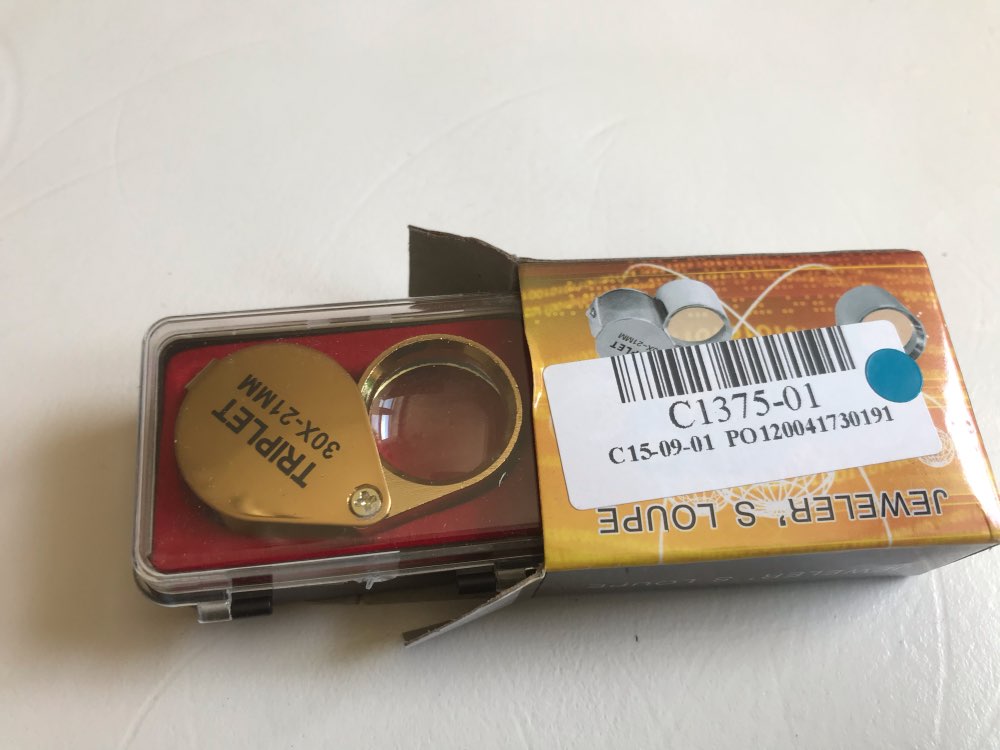 TRIPLET
30X-21MM
C1375-01
C15-09-01 PO120041730191
JEWELER'S LOUPE